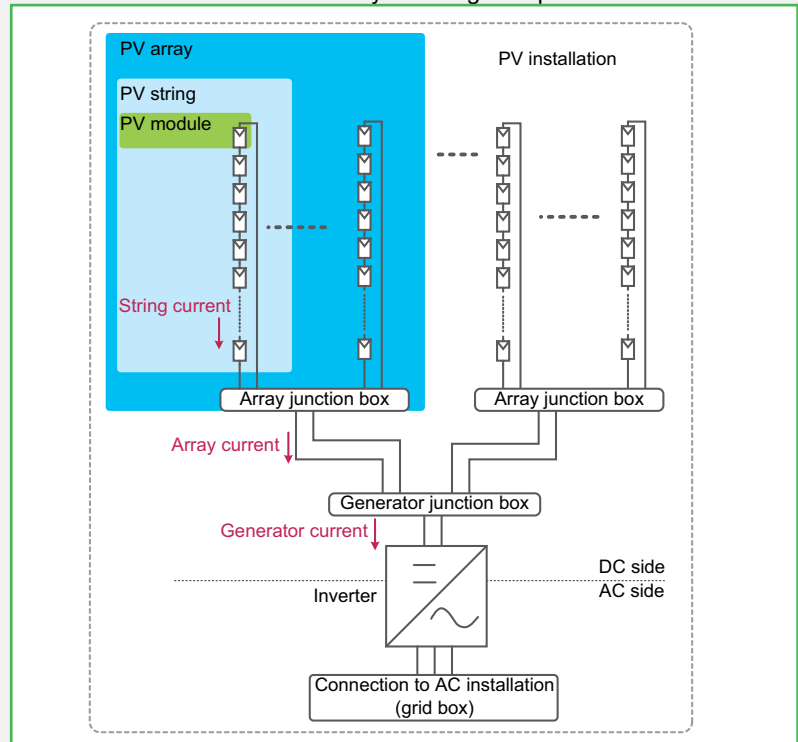 PV array
PV installation
PV string
PV module
String current
Array junction box
Array junction box
Array current
Generator junction box
Generator current
DC side
Inverter
AC side
Connection to AC installation
(grid box)